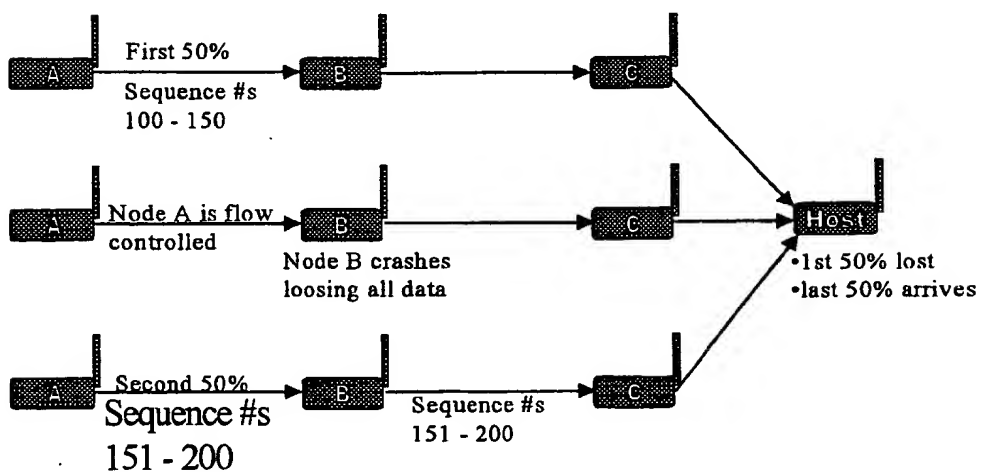 First 50%
A
B
C
Sequence #s
100 - 150
A
Node A is flow
controlled
B
C
Host
Node B crashes
loosing all data
•1st 50% lost
•last 50% arrives
A
Second 50%
B
C
Sequence #s
151 - 200
Sequence #s
151 - 200